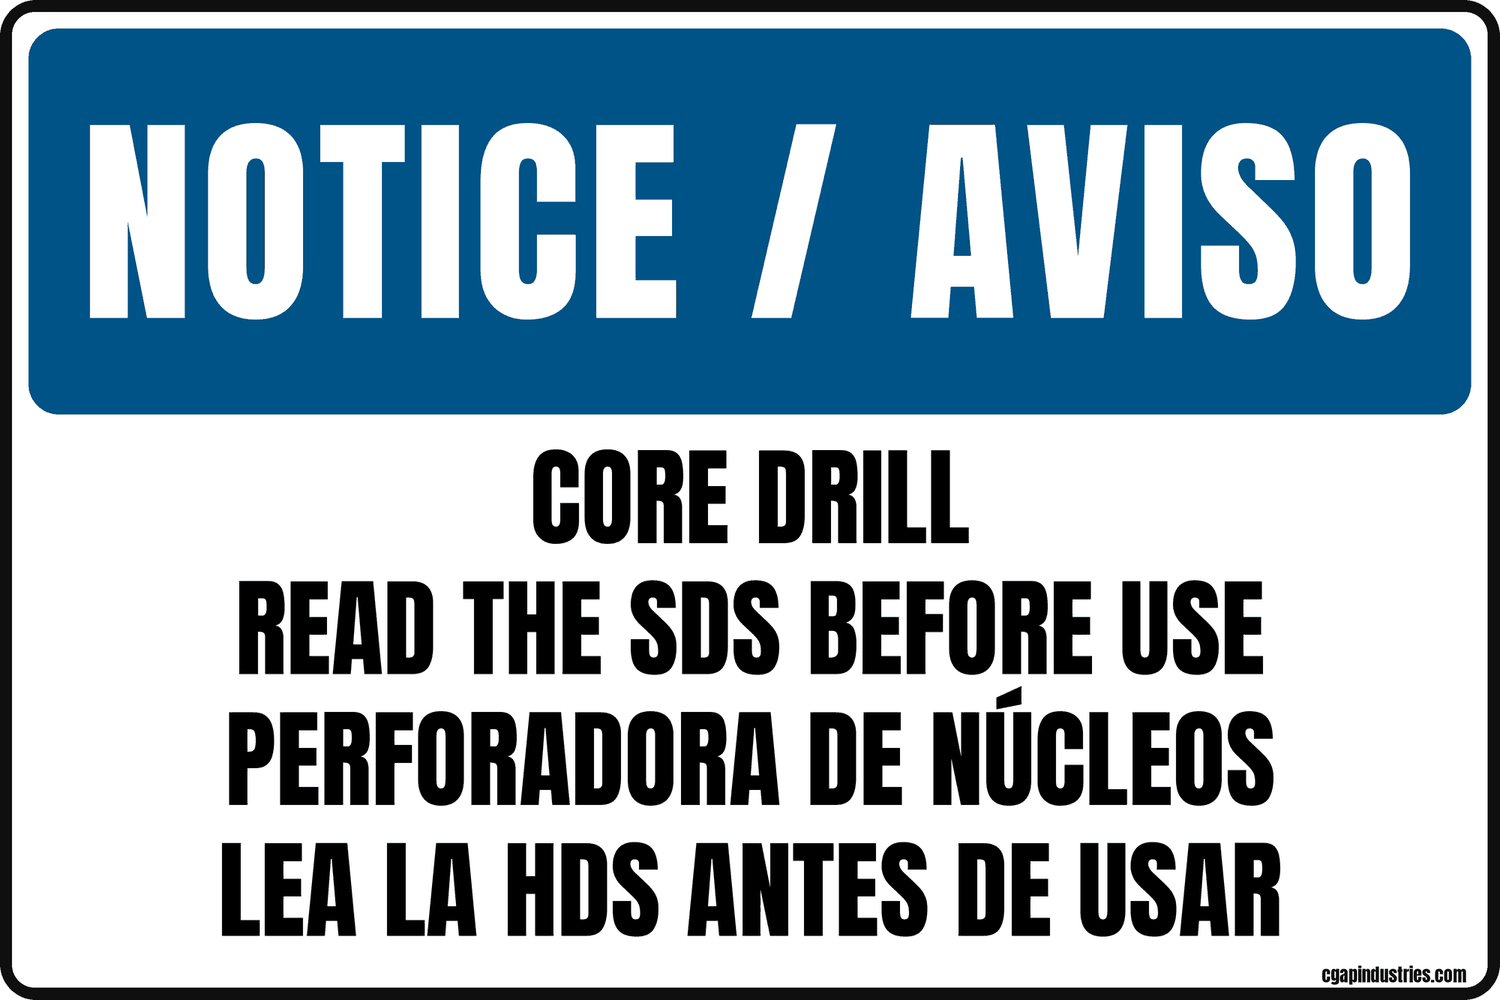 NOTICE / AVISO
CORE DRILL
READ THE SDS BEFORE USE
PERFORADORA DE NÚCLEOS
LEA LA HDS ANTES DE USAR
cgapindustries.com